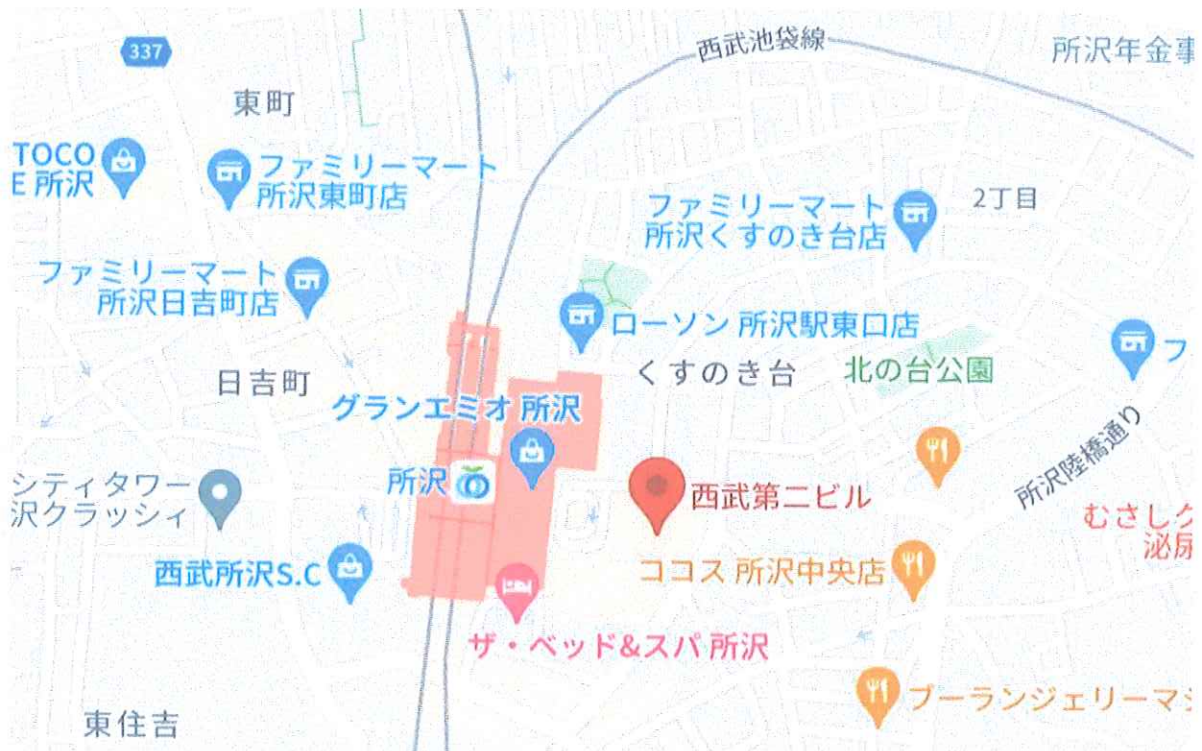 337
西武池袋線
所沢年金事
東町
TOCO
E 所沢
ファミリーマート
所沢東町店
ファミリーマート
所沢くすのき台店
2丁目
ファミリーマート
所沢日吉町店
ローソン 所沢駅東口店
フ
日吉町
くすのき台
北の台公園
グランエミオ 所沢
所沢陸橋通り
シティタワー
沢クラッシィ
所沢
西武第二ビル
むさしク
泌尿
西武所沢S.C
ココス 所沢中央店
ザ・ベッド&スパ 所沢
ブーランジェリーマシ
東住吉